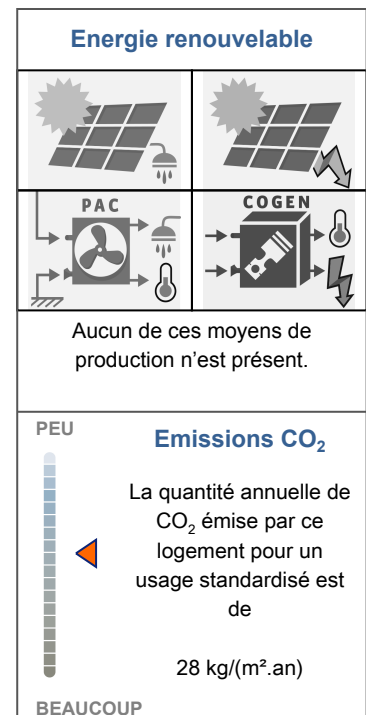 Energie renouvelable
PAC
COGEN
Aucun de ces moyens de
production n'est présent.
PEU
Emissions CO₂
La quantité annuelle de
CO₂ émise par ce
logement pour un
usage standardisé est
de
28 kg/(m².an)
BEAUCOUP